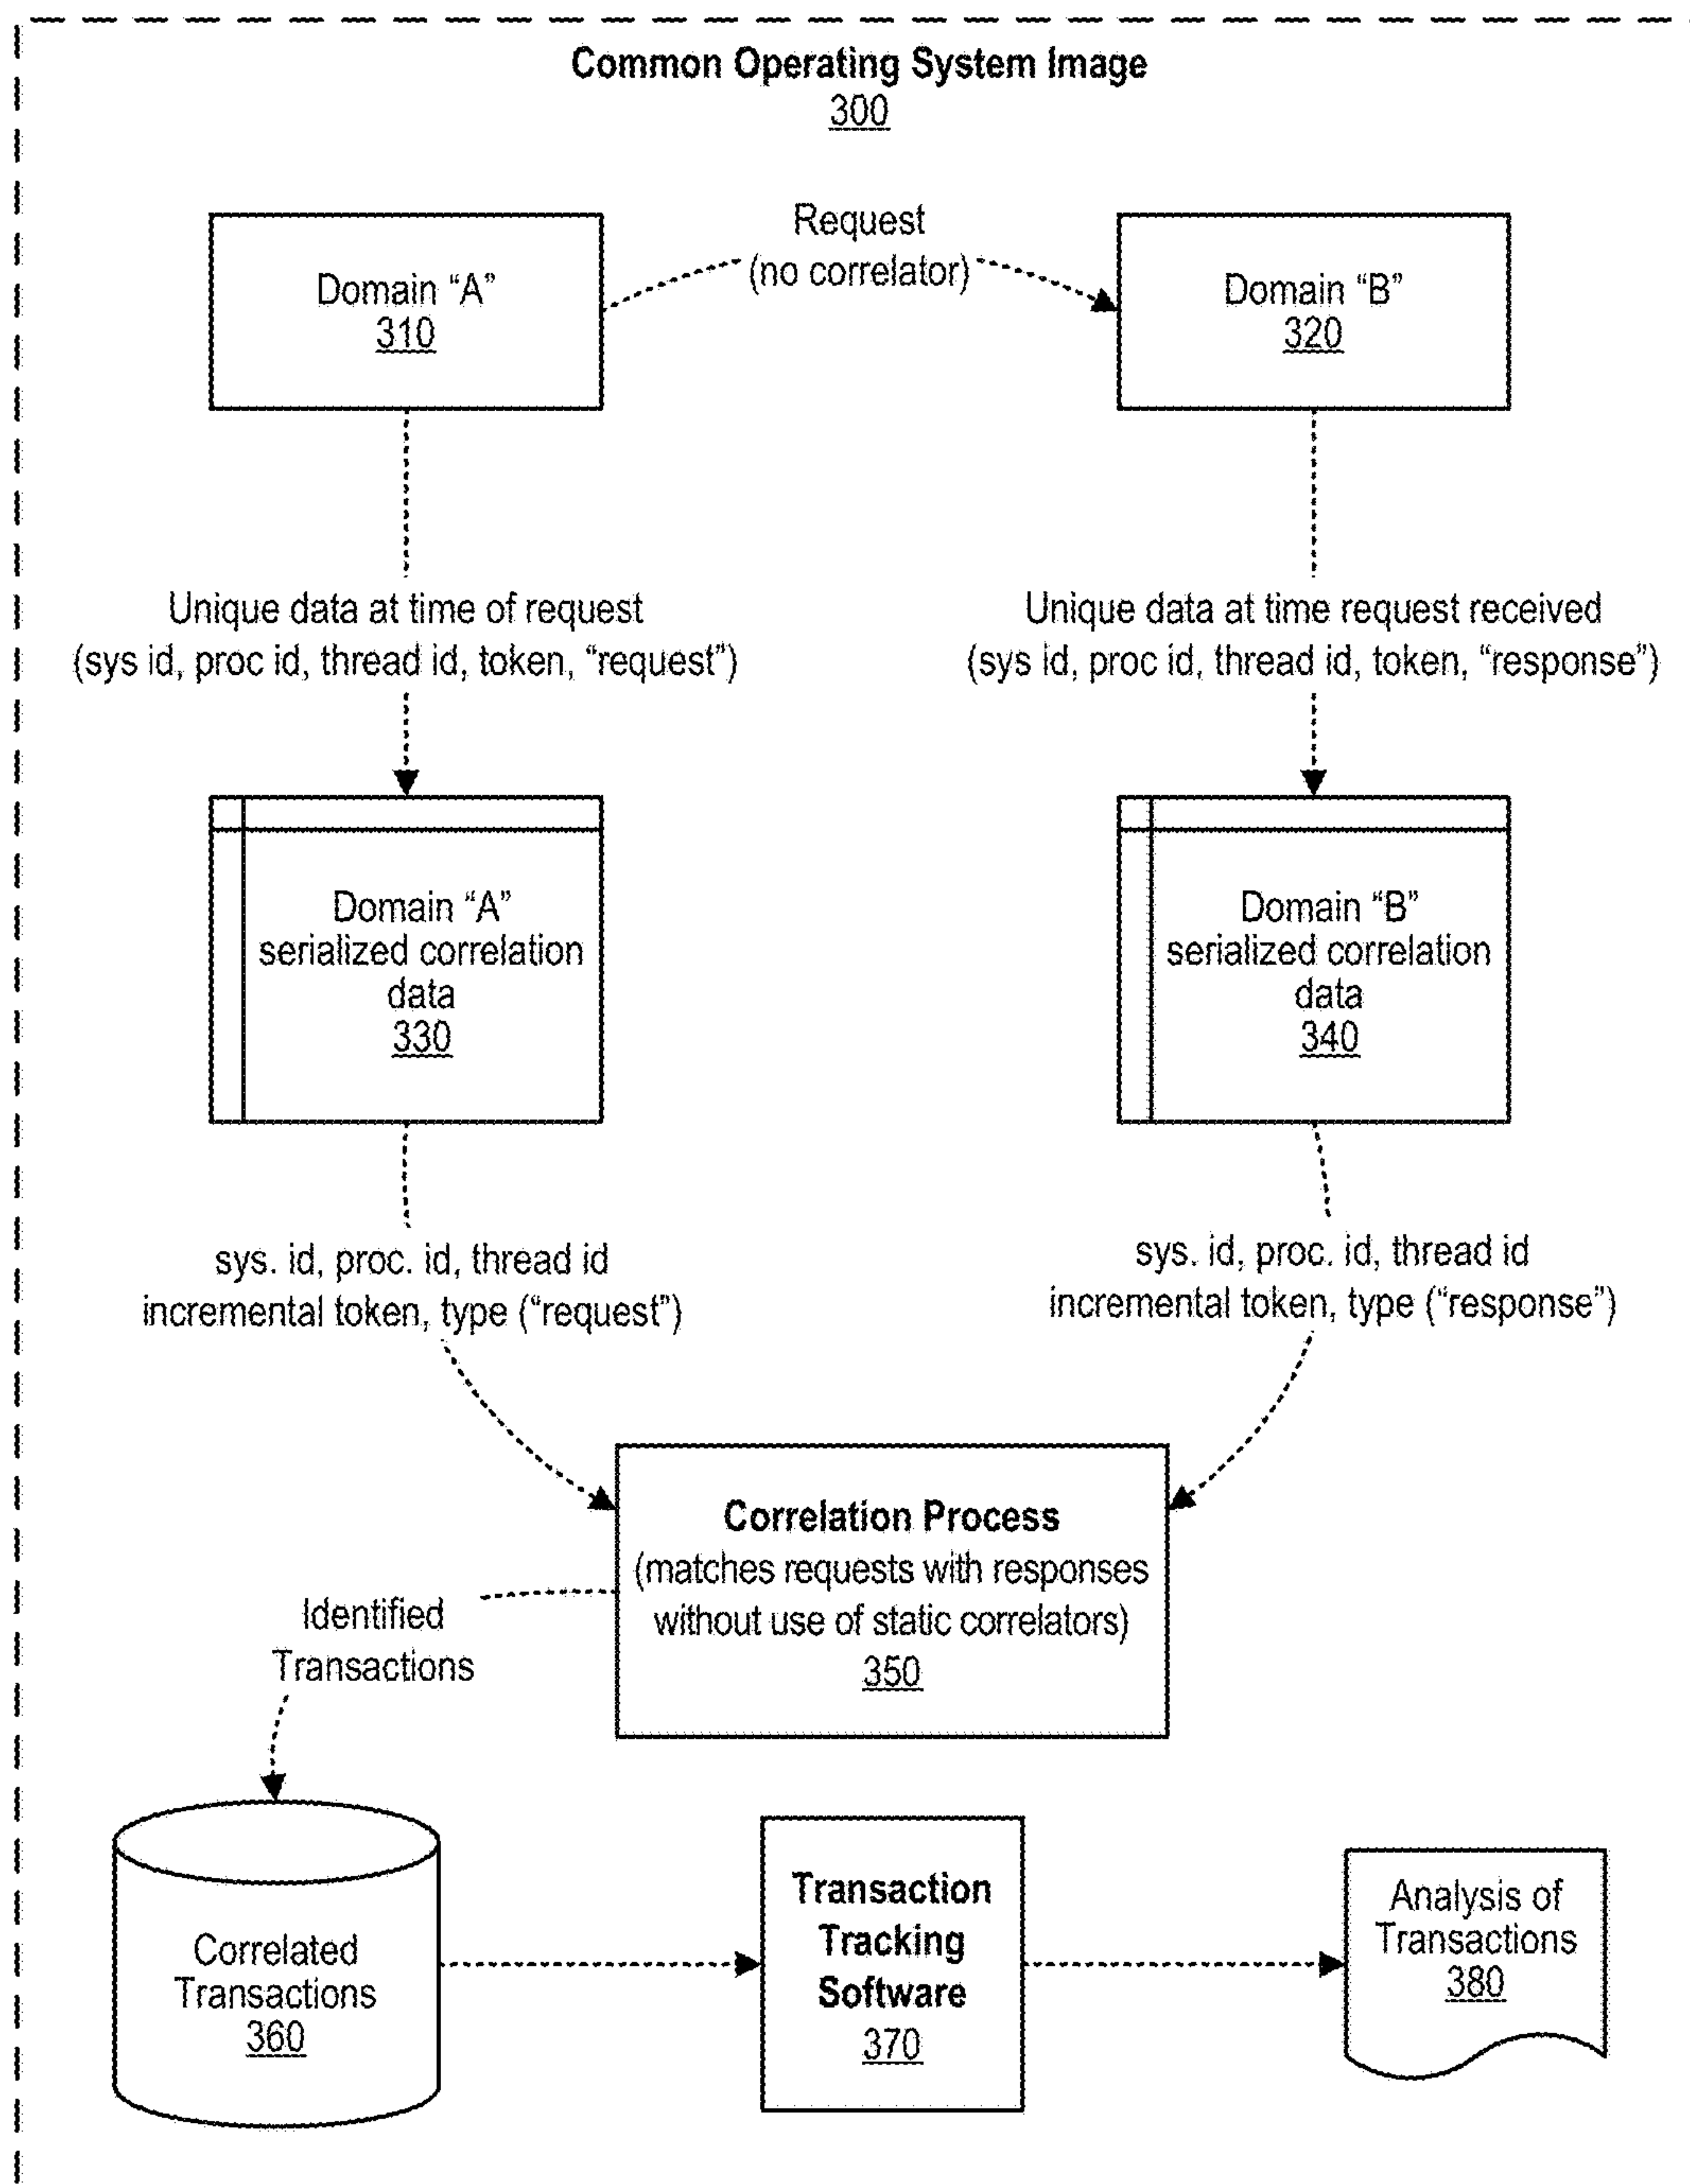 Common Operating System Image
300
Request
(no correlator)
Domain “A”
310
Domain “B”
320
Unique data at time of request
(sys id, proc id, thread id, token, “request”)
Unique data at time request received
(sys id, proc id, thread id, token, “response”)
Domain “A”
serialized correlation
data
330
Domain “B”
serialized correlation
data
340
sys. id, proc. id, thread id
incremental token, type (“request”)
sys. id, proc. id, thread id
incremental token, type (“response”)
Correlation Process
(matches requests with responses
without use of static correlators)
350
Identified
Transactions
Correlated
Transactions
360
Transaction
Tracking
Software
370
Analysis of
Transactions
380